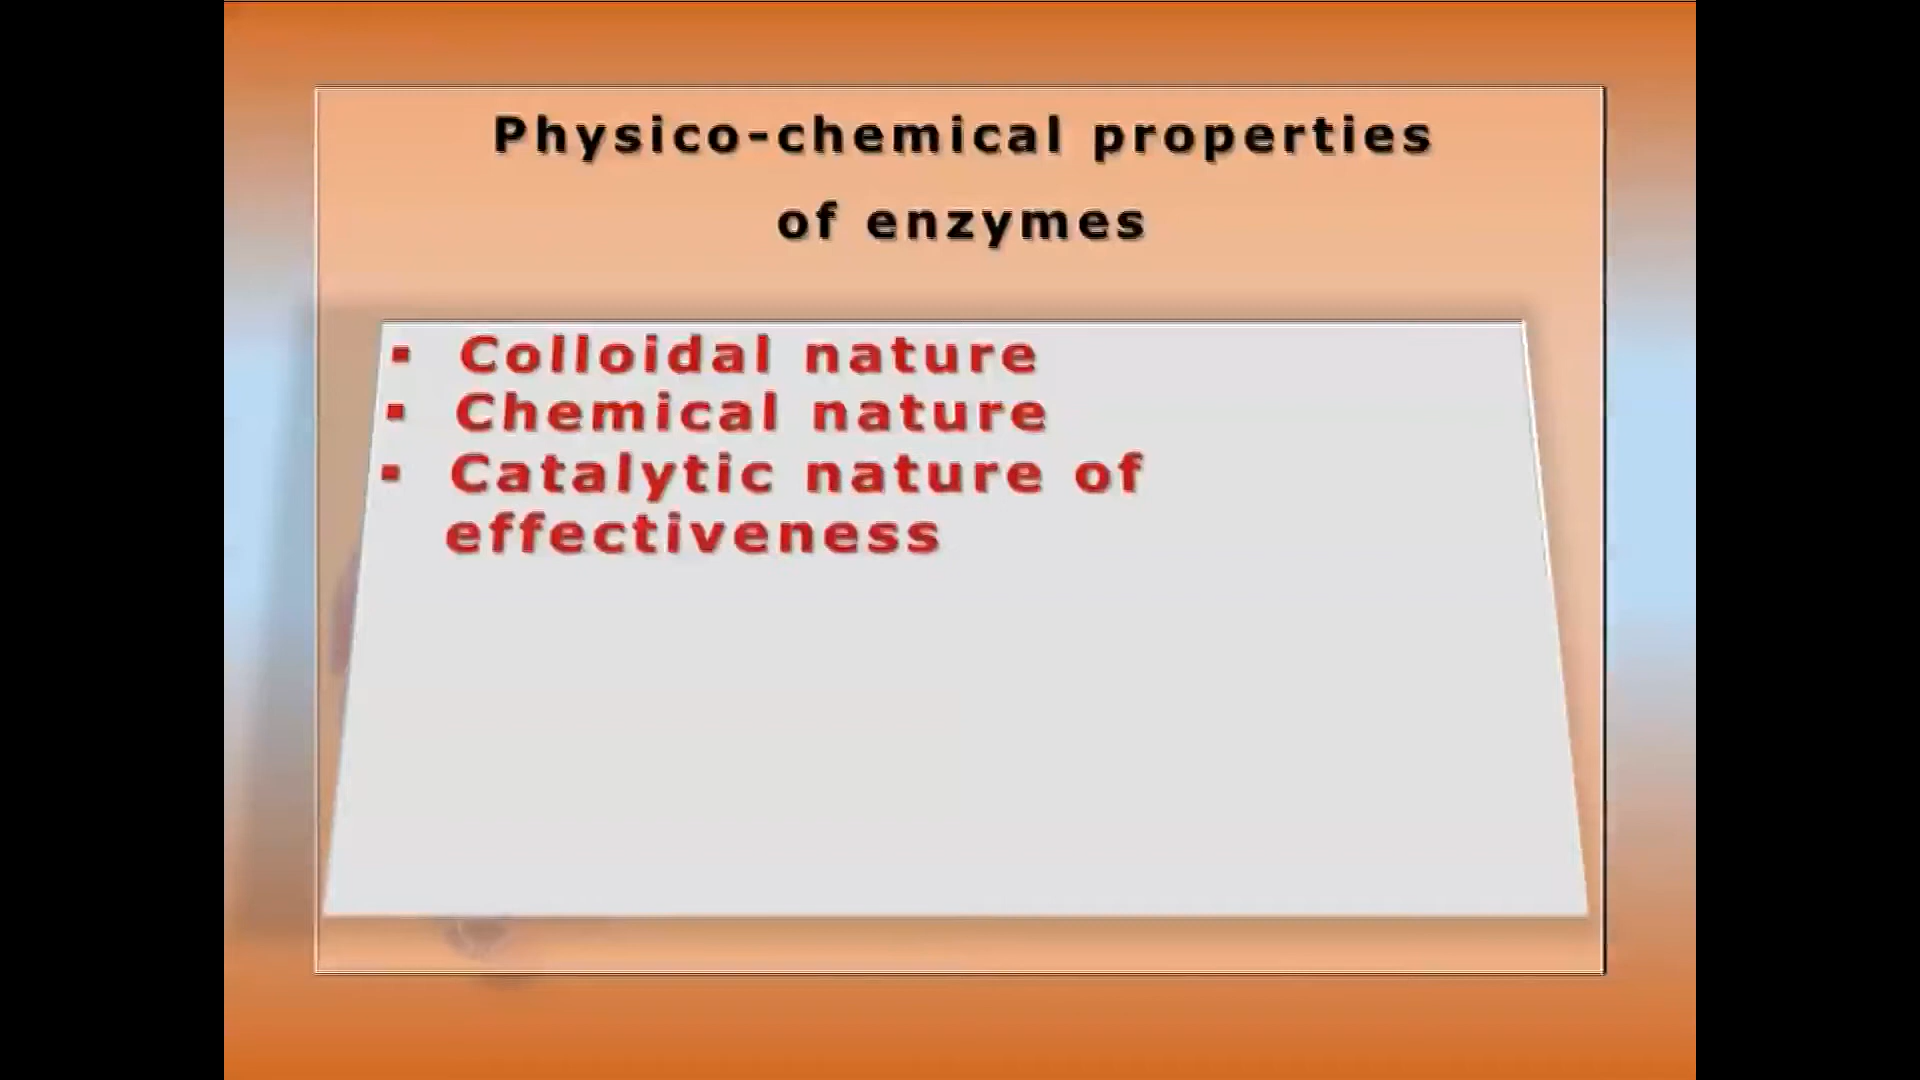 Physico-chemical properties
of enzymes
▪ Colloidal nature
▪ Chemical nature
▪ Catalytic nature of
effectiveness